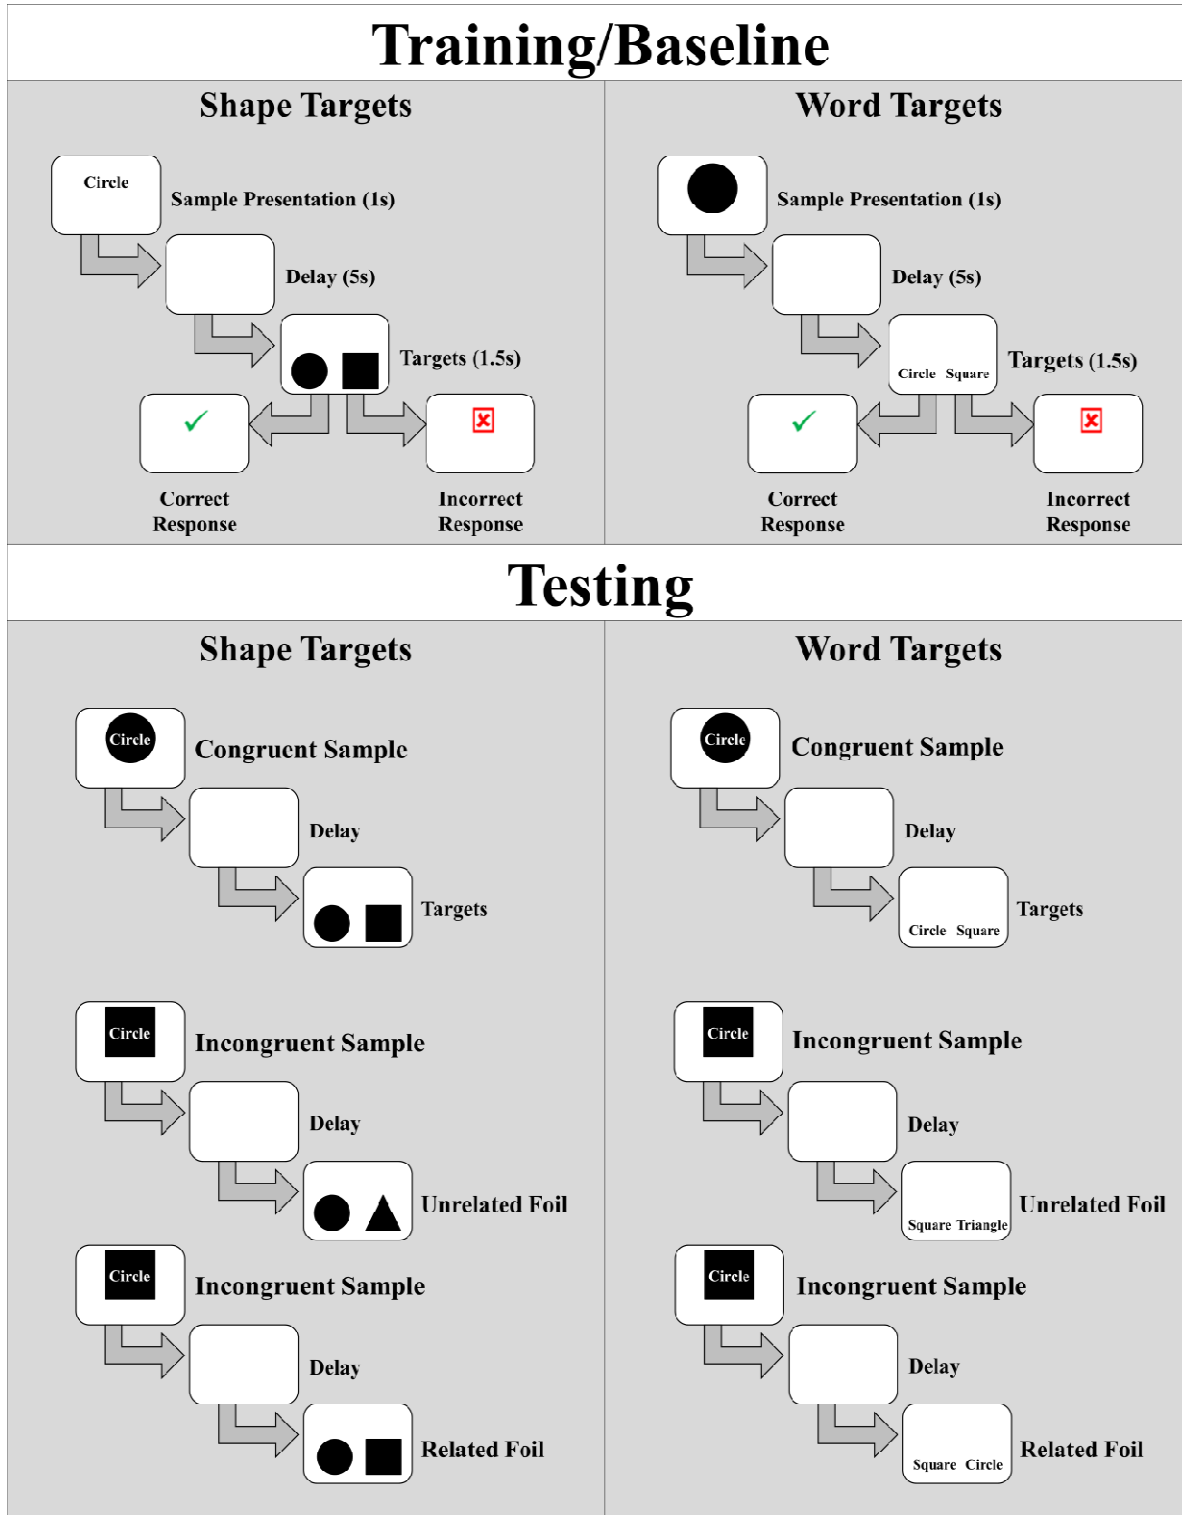 Training/Baseline
Shape Targets
Circle
Sample Presentation (1s)
Delay (5s)
Targets (1.5s)
Correct
Response
Incorrect
Response
Word Targets
Sample Presentation (1s)
Delay (5s)
Circle Square
Targets (1.5s)
Correct
Response
Incorrect
Response
Testing
Shape Targets
Circle
Congruent Sample
Delay
Targets
Circle
Incongruent Sample
Delay
Unrelated Foil
Circle
Incongruent Sample
Delay
Related Foil
Word Targets
Circle
Congruent Sample
Delay
Circle Square
Targets
Circle
Incongruent Sample
Delay
Square Triangle
Unrelated Foil
Circle
Incongruent Sample
Delay
Square Circle
Related Foil